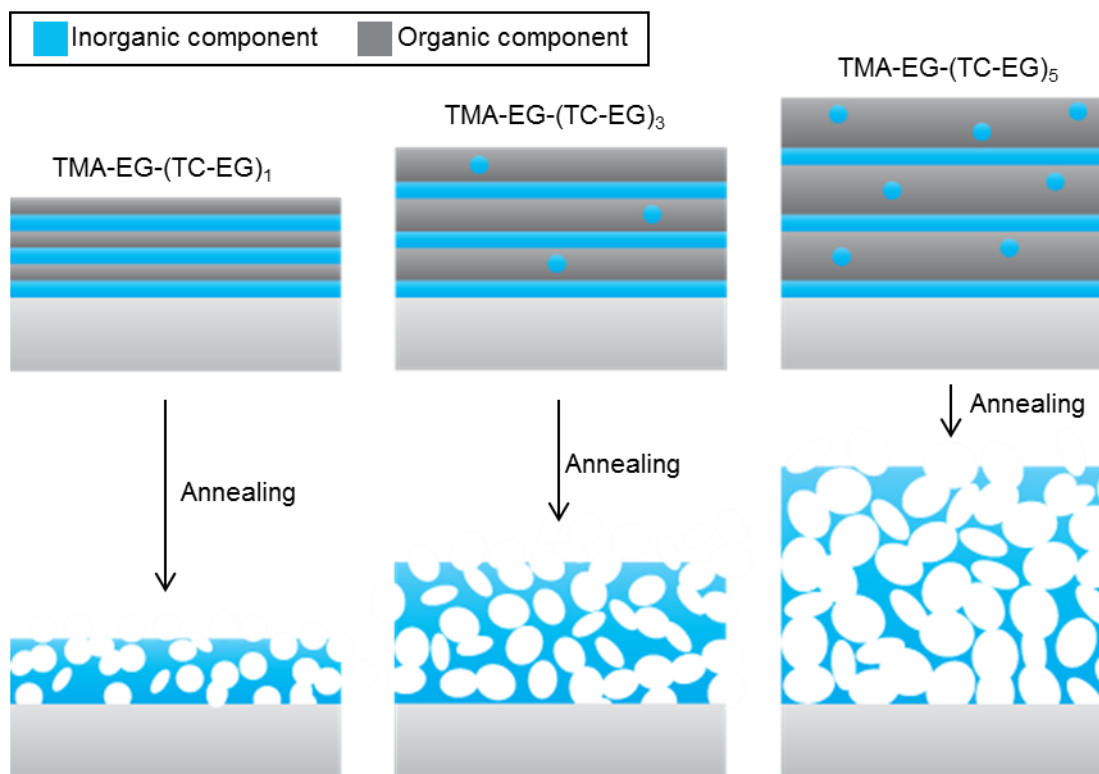 Inorganic component
Organic component
TMA-EG-(TC-EG)₁
TMA-EG-(TC-EG)₃
TMA-EG-(TC-EG)₅
Annealing
Annealing
Annealing